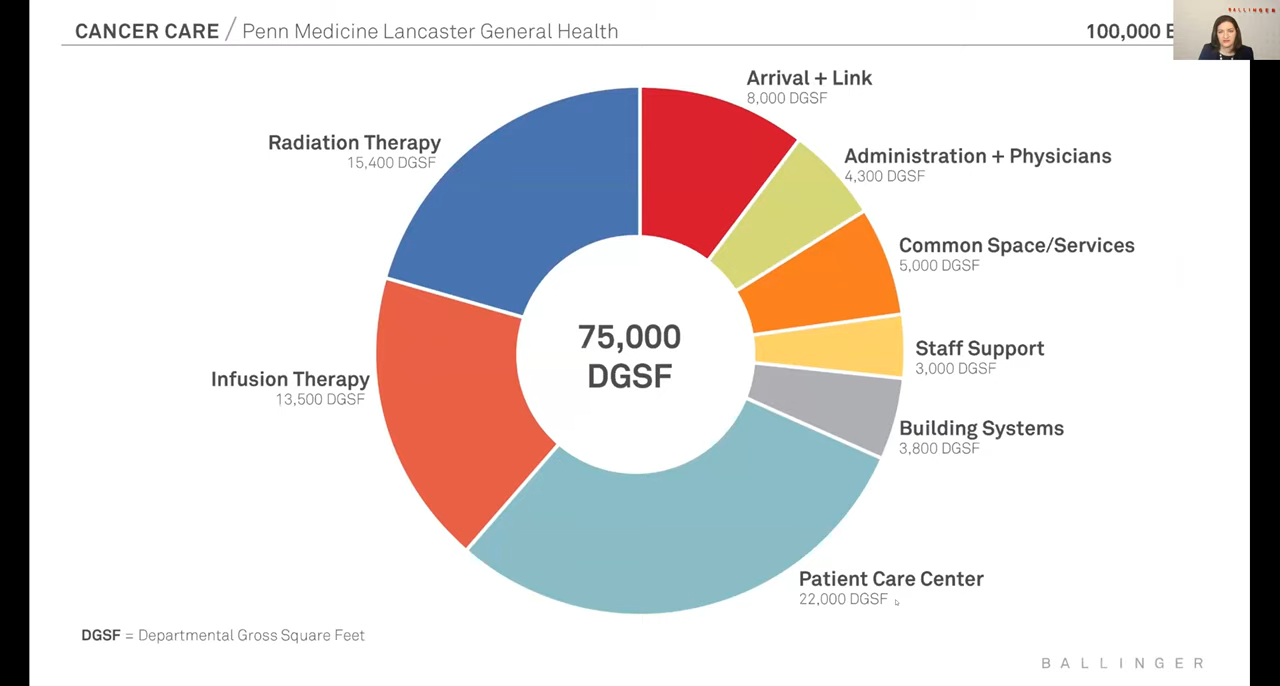 CANCER CARE / Penn Medicine Lancaster General Health
100,000
BALLINGER
Arrival + Link
8,000 DGSF
Radiation Therapy
15,400 DGSF
Administration + Physicians
4,300 DGSF
Common Space/Services
5,000 DGSF
75,000
DGSF
Staff Support
3,000 DGSF
Infusion Therapy
13,500 DGSF
Building Systems
3,800 DGSF
Patient Care Center
22,000 DGSF
DGSF = Departmental Gross Square Feet
BALLINGER